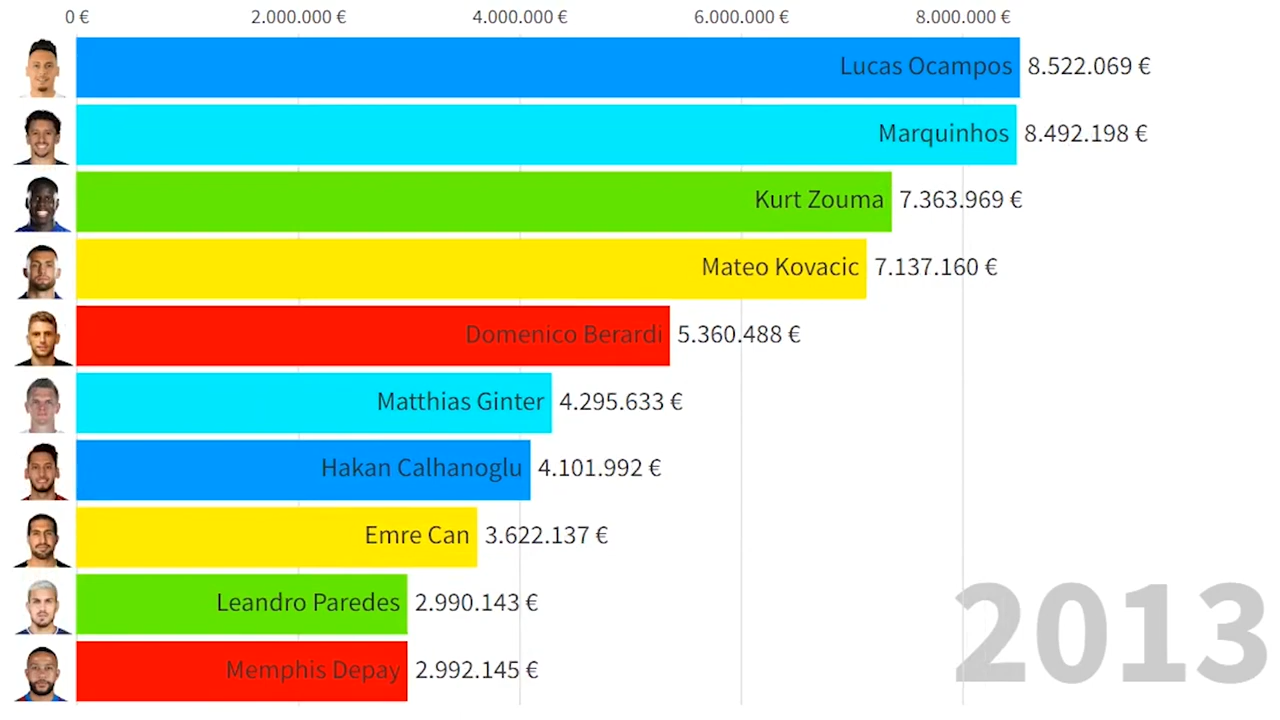 0 € 2.000.000 € 4.000.000 € 6.000.000 € 8.000.000 €
Lucas Ocampos 8.522.069 €
Marquinhos 8.492.198 €
Kurt Zouma 7.363.969 €
Mateo Kovacic 7.137.160 €
Domenico Berardi 5.360.488 €
Matthias Ginter 4.295.633 €
Hakan Calhanoglu 4.101.992 €
Emre Can 3.622.137 €
Leandro Paredes 2.990.143 €
Memphis Depay 2.992.145 €
2013